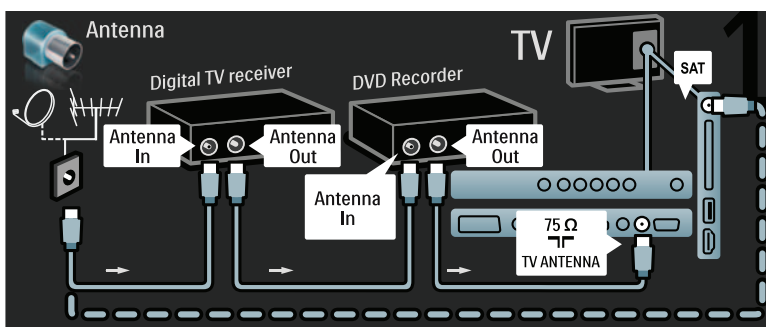 Antenna
TV
1
SAT
Digital TV receiver
DVD Recorder
Antenna
In
Antenna
Out
Antenna
In
Antenna
Out
75 Ω
TV ANTENNA